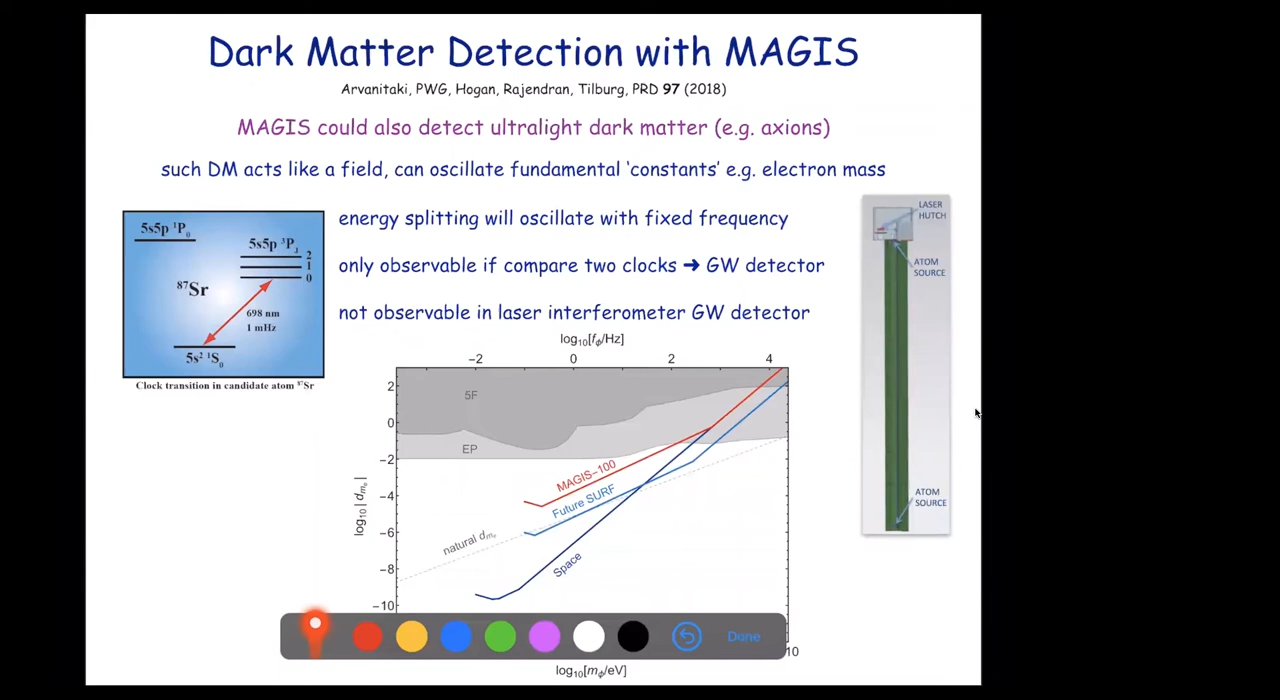 Dark Matter Detection with MAGIS
Arvanitaki, PWG, Hogan, Rajendran, Tilburg, PRD 97 (2018)
MAGIS could also detect ultralight dark matter (e.g. axions)
such DM acts like a field, can oscillate fundamental ‘constants’ e.g. electron mass
5s5p ¹P₀
5s5p ³P_J
2
1
0
⁸⁷Sr
698 nm
1 mHz
5s² ¹S₀
Clock transition in candidate atom ⁸⁷Sr
energy splitting will oscillate with fixed frequency
only observable if compare two clocks ➜ GW detector
not observable in laser interferometer GW detector
LASER
HUTCH
ATOM
SOURCE
ATOM
SOURCE
log₁₀[f_ϕ/Hz]
−2 0 2 4
2
0
−2
−4
−6
−8
−10
log₁₀|d_mₑ|
5F
EP
MAGIS−100
Future SURF
natural d_mₑ
Space
Done
10
log₁₀[m_ϕ/eV]